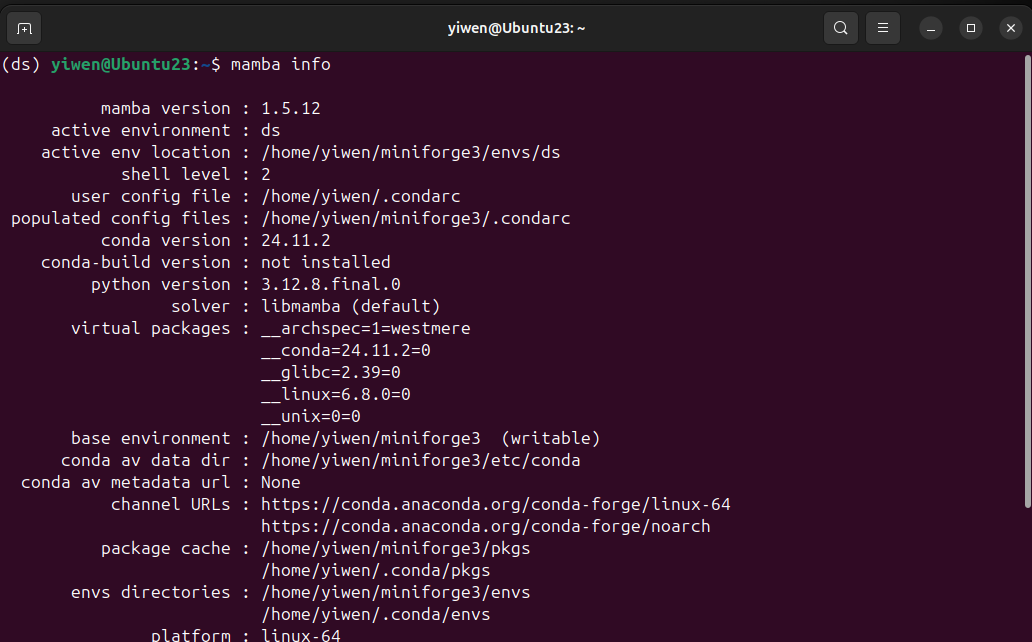 yiwen@Ubuntu23: ~
(ds) yiwen@Ubuntu23:~$ mamba info
mamba version : 1.5.12
active environment : ds
active env location : /home/yiwen/miniforge3/envs/ds
shell level : 2
user config file : /home/yiwen/.condarc
populated config files : /home/yiwen/miniforge3/.condarc
conda version : 24.11.2
conda-build version : not installed
python version : 3.12.8.final.0
solver : libmamba (default)
virtual packages : __archspec=1=westmere
__conda=24.11.2=0
__glibc=2.39=0
__linux=6.8.0=0
__unix=0=0
base environment : /home/yiwen/miniforge3  (writable)
conda av data dir : /home/yiwen/miniforge3/etc/conda
conda av metadata url : None
channel URLs : https://conda.anaconda.org/conda-forge/linux-64
https://conda.anaconda.org/conda-forge/noarch
package cache : /home/yiwen/miniforge3/pkgs
/home/yiwen/.conda/pkgs
envs directories : /home/yiwen/miniforge3/envs
/home/yiwen/.conda/envs
platform : linux-64